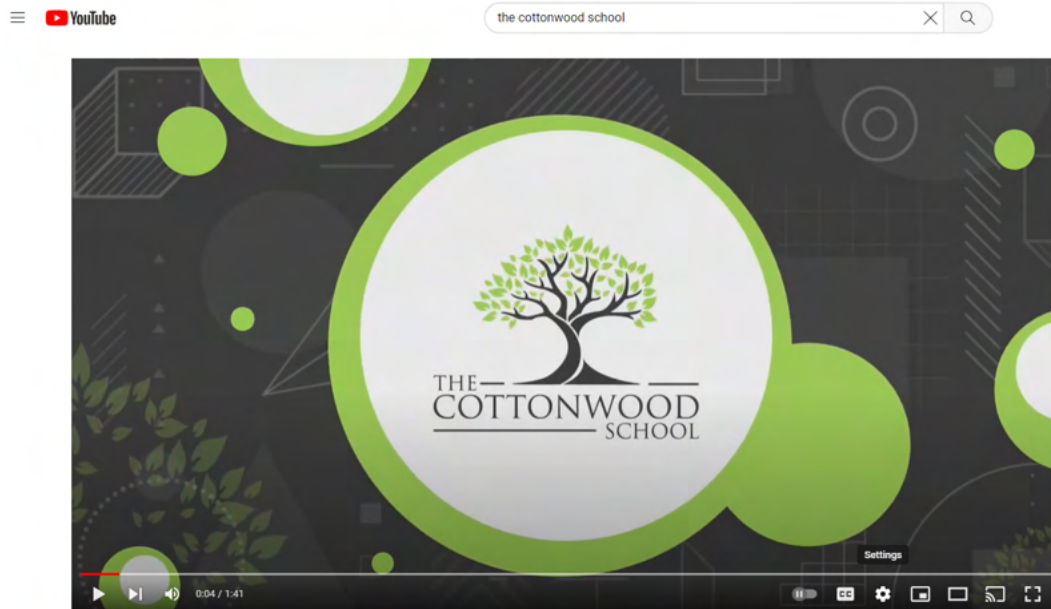 YouTube
the cottonwood school
THE
COTTONWOOD
SCHOOL
Settings
0:04 / 1:41
CC